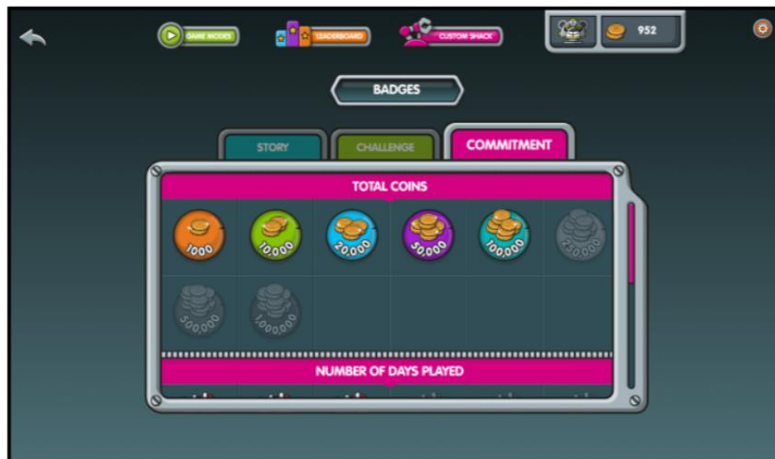 GAME MODES
LEADERBOARD
CUSTOM SHACK
952
BADGES
STORY
CHALLENGE
COMMITMENT
TOTAL COINS
1000
10,000
20,000
50,000
100,000
250,000
500,000
1,000,000
NUMBER OF DAYS PLAYED